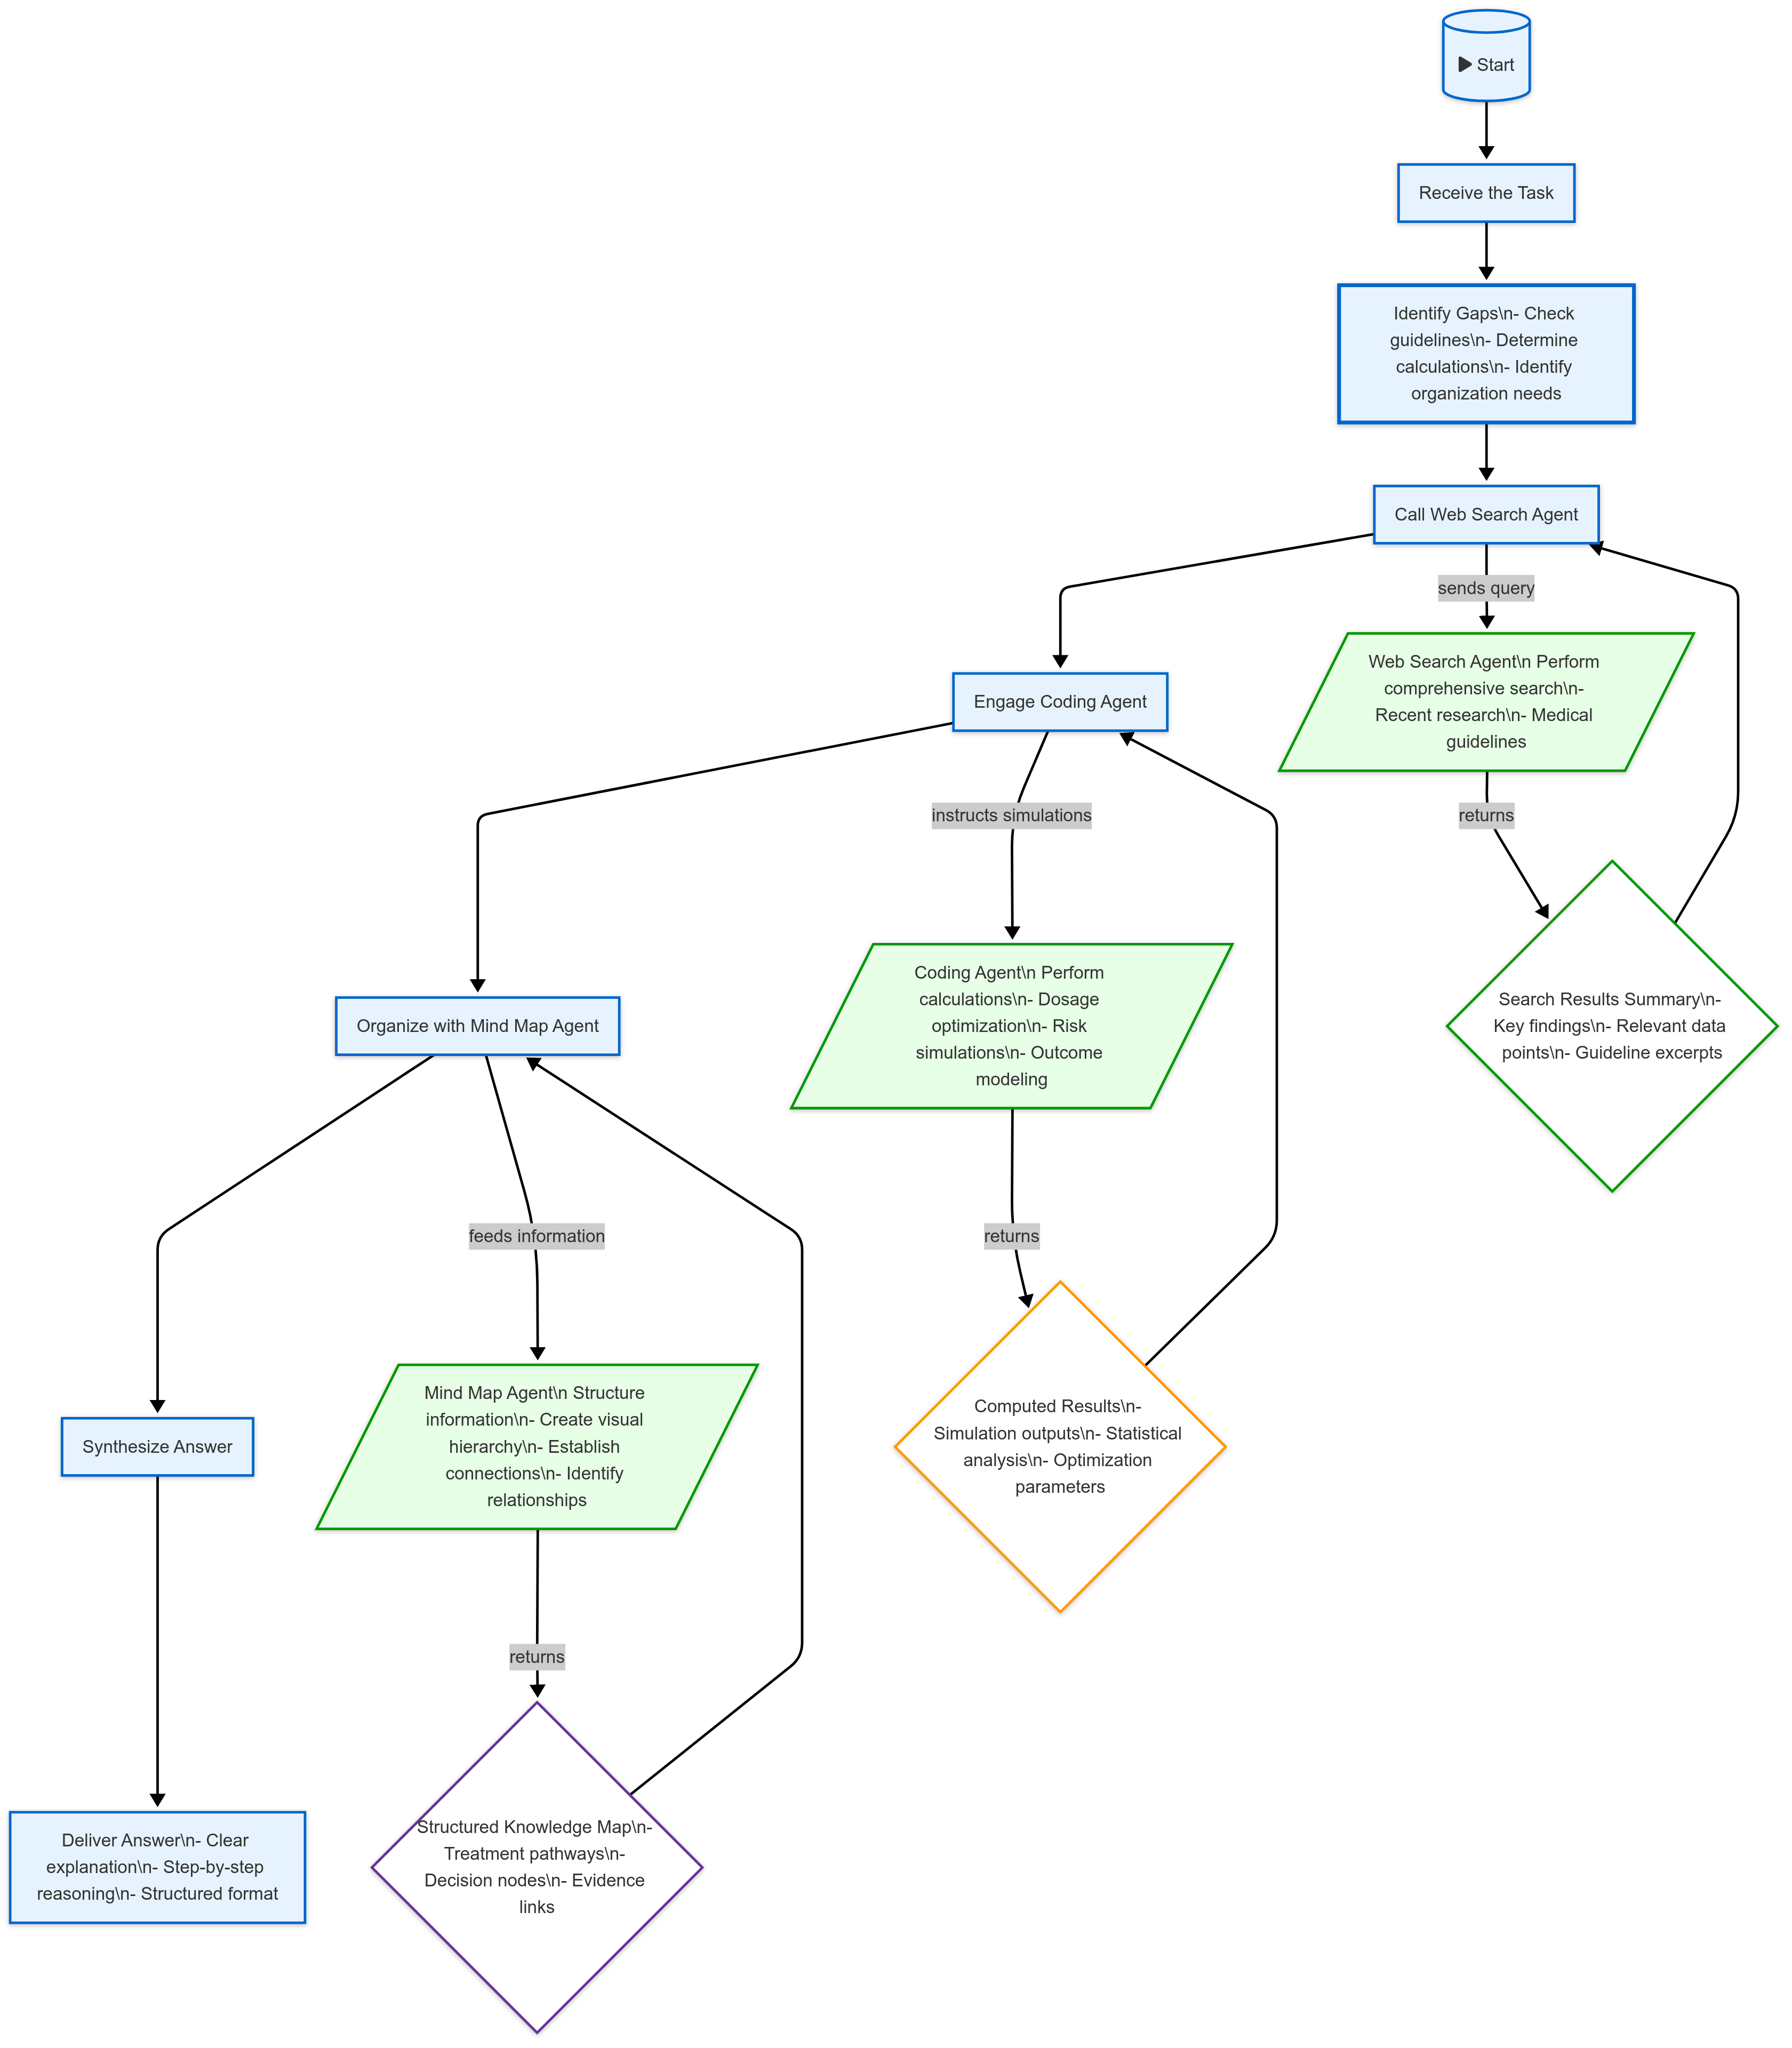 Start
Receive the Task
Identify Gaps\n- Check
guidelines\n- Determine
calculations\n- Identify
organization needs
Call Web Search Agent
sends query
Web Search Agent\n Perform
comprehensive search\n-
Recent research\n- Medical
guidelines
returns
Search Results Summary\n-
Key findings\n- Relevant data
points\n- Guideline excerpts
Engage Coding Agent
instructs simulations
Coding Agent\n Perform
calculations\n- Dosage
optimization\n- Risk
simulations\n- Outcome
modeling
returns
Computed Results\n-
Simulation outputs\n- Statistical
analysis\n- Optimization
parameters
Organize with Mind Map Agent
feeds information
Mind Map Agent\n Structure
information\n- Create visual
hierarchy\n- Establish
connections\n- Identify
relationships
returns
Structured Knowledge Map\n-
Treatment pathways\n-
Decision nodes\n- Evidence
links
Synthesize Answer
Deliver Answer\n- Clear
explanation\n- Step-by-step
reasoning\n- Structured format